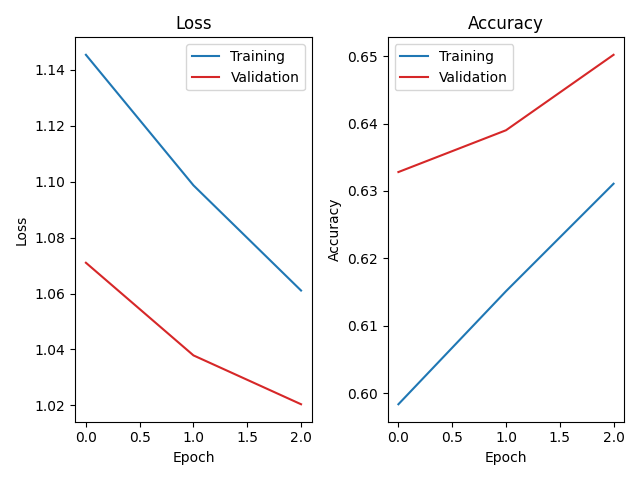 Loss
Training
Validation
1.14
1.12
1.10
1.08
1.06
1.04
1.02
Loss
0.0 0.5 1.0 1.5 2.0
Epoch
Accuracy
Training
Validation
0.65
0.64
0.63
0.62
0.61
0.60
Accuracy
0.0 0.5 1.0 1.5 2.0
Epoch